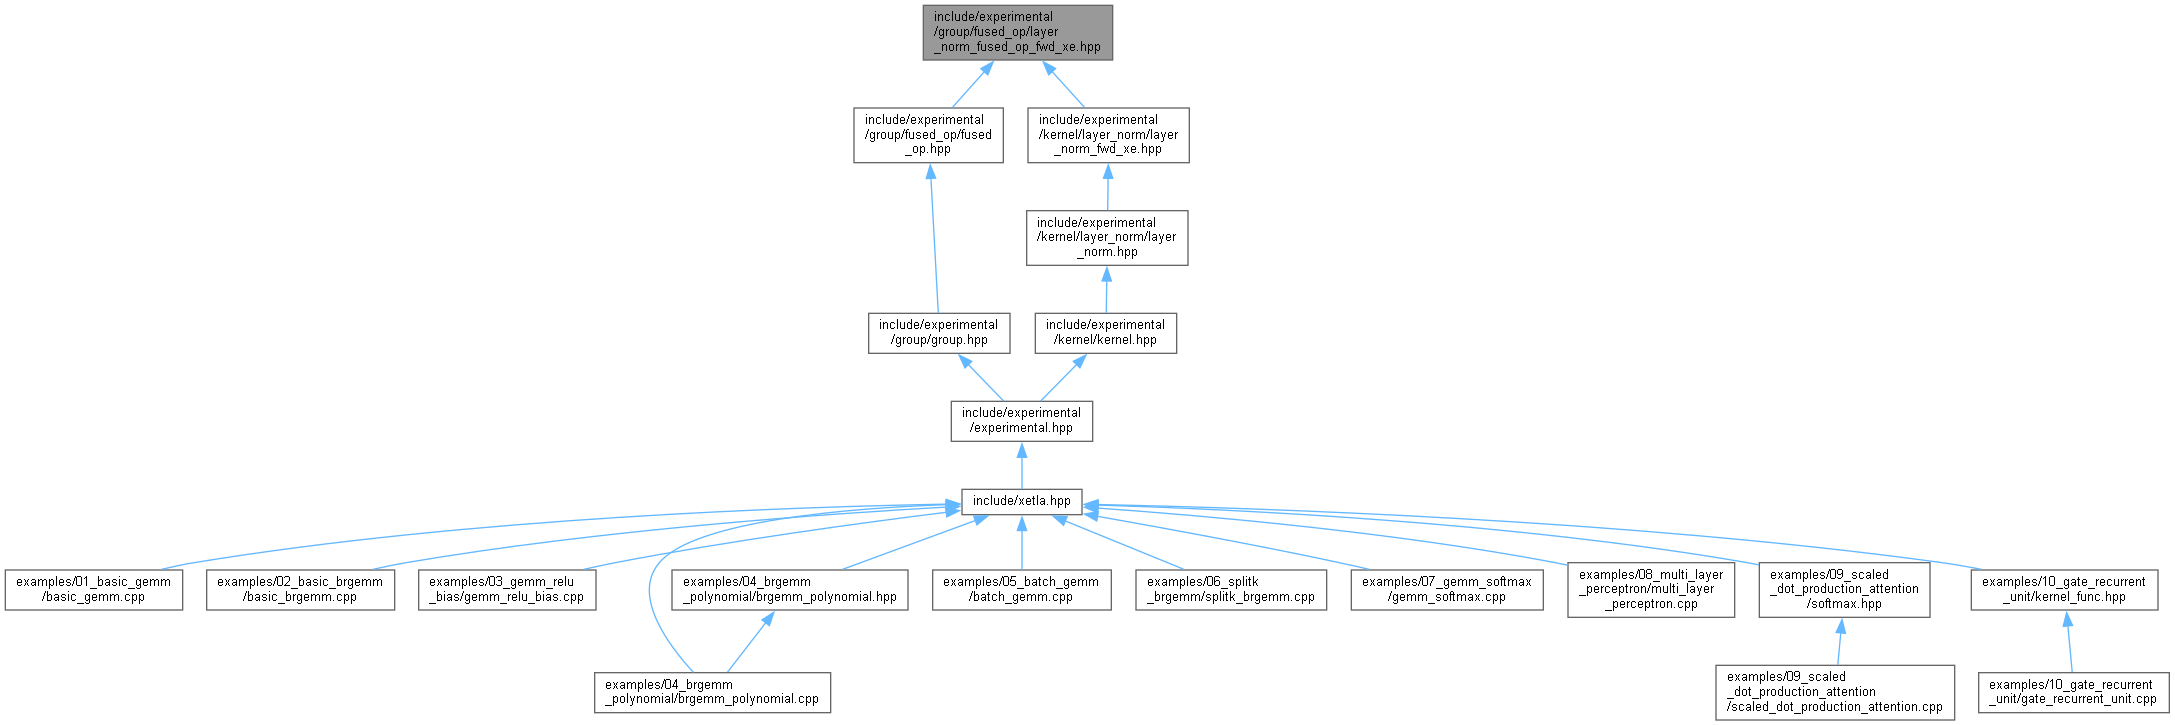 include/experimental
/group/fused_op/layer
_norm_fused_op_fwd_xe.hpp
include/experimental
/group/fused_op/fused
_op.hpp
include/experimental
/kernel/layer_norm/layer
_norm_fwd_xe.hpp
include/experimental
/kernel/layer_norm/layer
_norm.hpp
include/experimental
/group/group.hpp
include/experimental
/kernel/kernel.hpp
include/experimental
/experimental.hpp
include/xetla.hpp
examples/01_basic_gemm
/basic_gemm.cpp
examples/02_basic_brgemm
/basic_brgemm.cpp
examples/03_gemm_relu
_bias/gemm_relu_bias.cpp
examples/04_brgemm
_polynomial/brgemm_polynomial.hpp
examples/05_batch_gemm
/batch_gemm.cpp
examples/06_splitk
_brgemm/splitk_brgemm.cpp
examples/07_gemm_softmax
/gemm_softmax.cpp
examples/08_multi_layer
_perceptron/multi_layer
_perceptron.cpp
examples/09_scaled
_dot_production_attention
/softmax.hpp
examples/10_gate_recurrent
_unit/kernel_func.hpp
examples/04_brgemm
_polynomial/brgemm_polynomial.cpp
examples/09_scaled
_dot_production_attention
/scaled_dot_production_attention.cpp
examples/10_gate_recurrent
_unit/gate_recurrent_unit.cpp